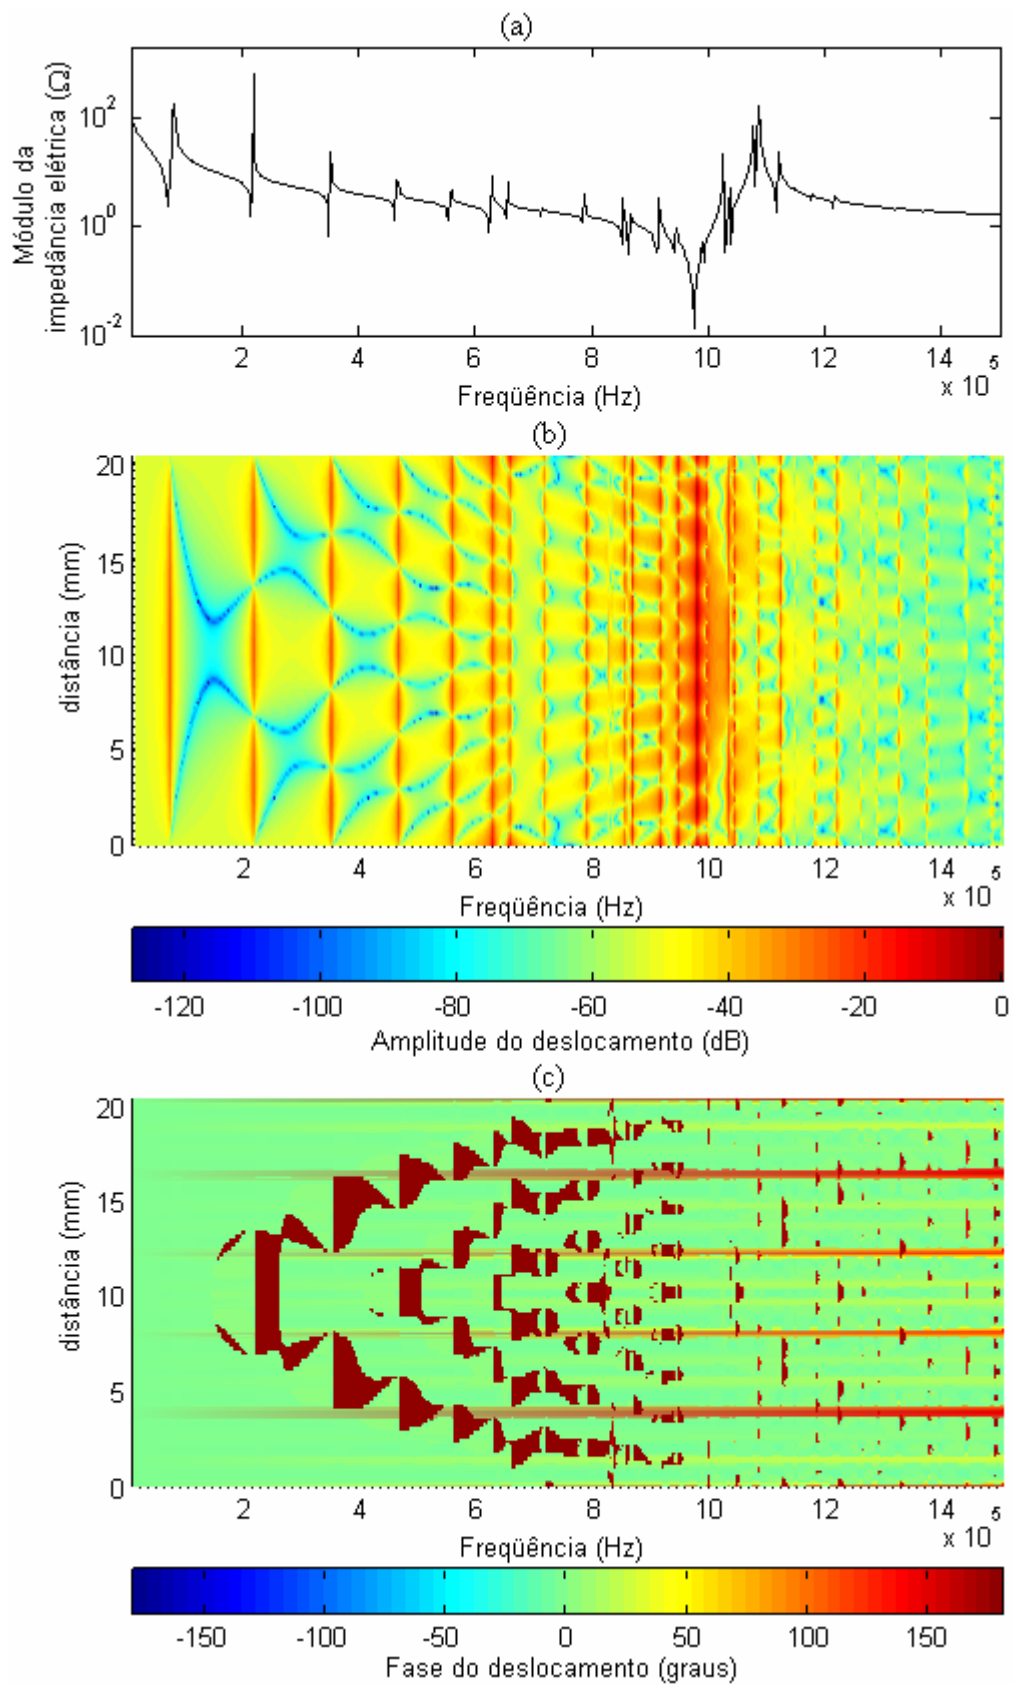 (a)
Módulo da
impedância elétrica (Ω)
10^2
10^0
10^-2
2 4 6 8 10 12 14
x 10^5
Freqüência (Hz)
(b)
distância (mm)
20
15
10
5
0
2 4 6 8 10 12 14
x 10^5
Freqüência (Hz)
-120 -100 -80 -60 -40 -20 0
Amplitude do deslocamento (dB)
(c)
distância (mm)
20
15
10
5
0
2 4 6 8 10 12 14
x 10^5
Freqüência (Hz)
-150 -100 -50 0 50 100 150
Fase do deslocamento (graus)